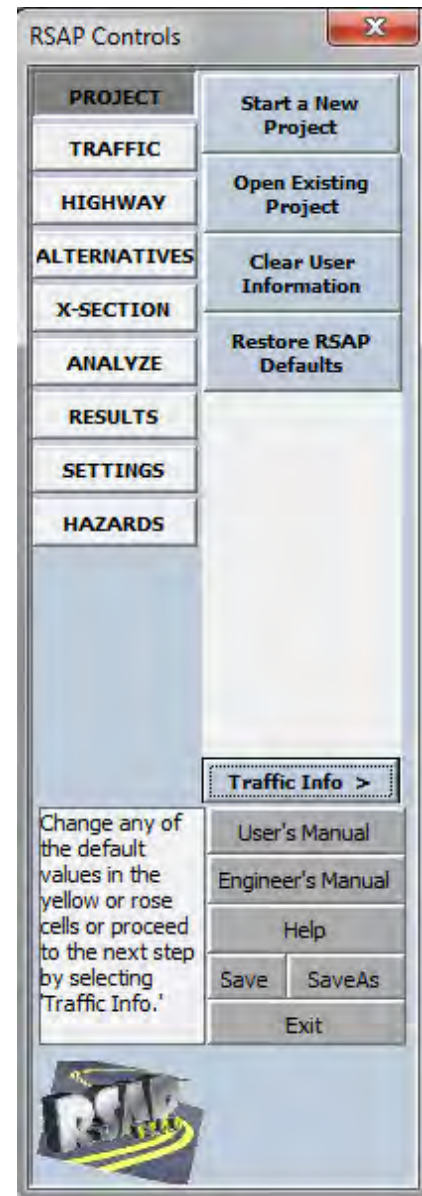 RSAP Controls
PROJECT
TRAFFIC
HIGHWAY
ALTERNATIVES
X-SECTION
ANALYZE
RESULTS
SETTINGS
HAZARDS
Start a New
Project
Open Existing
Project
Clear User
Information
Restore RSAP
Defaults
Traffic Info >
Change any of
the default
values in the
yellow or rose
cells or proceed
to the next step
by selecting
'Traffic Info.'
User's Manual
Engineer's Manual
Help
Save
SaveAs
Exit
RSAP